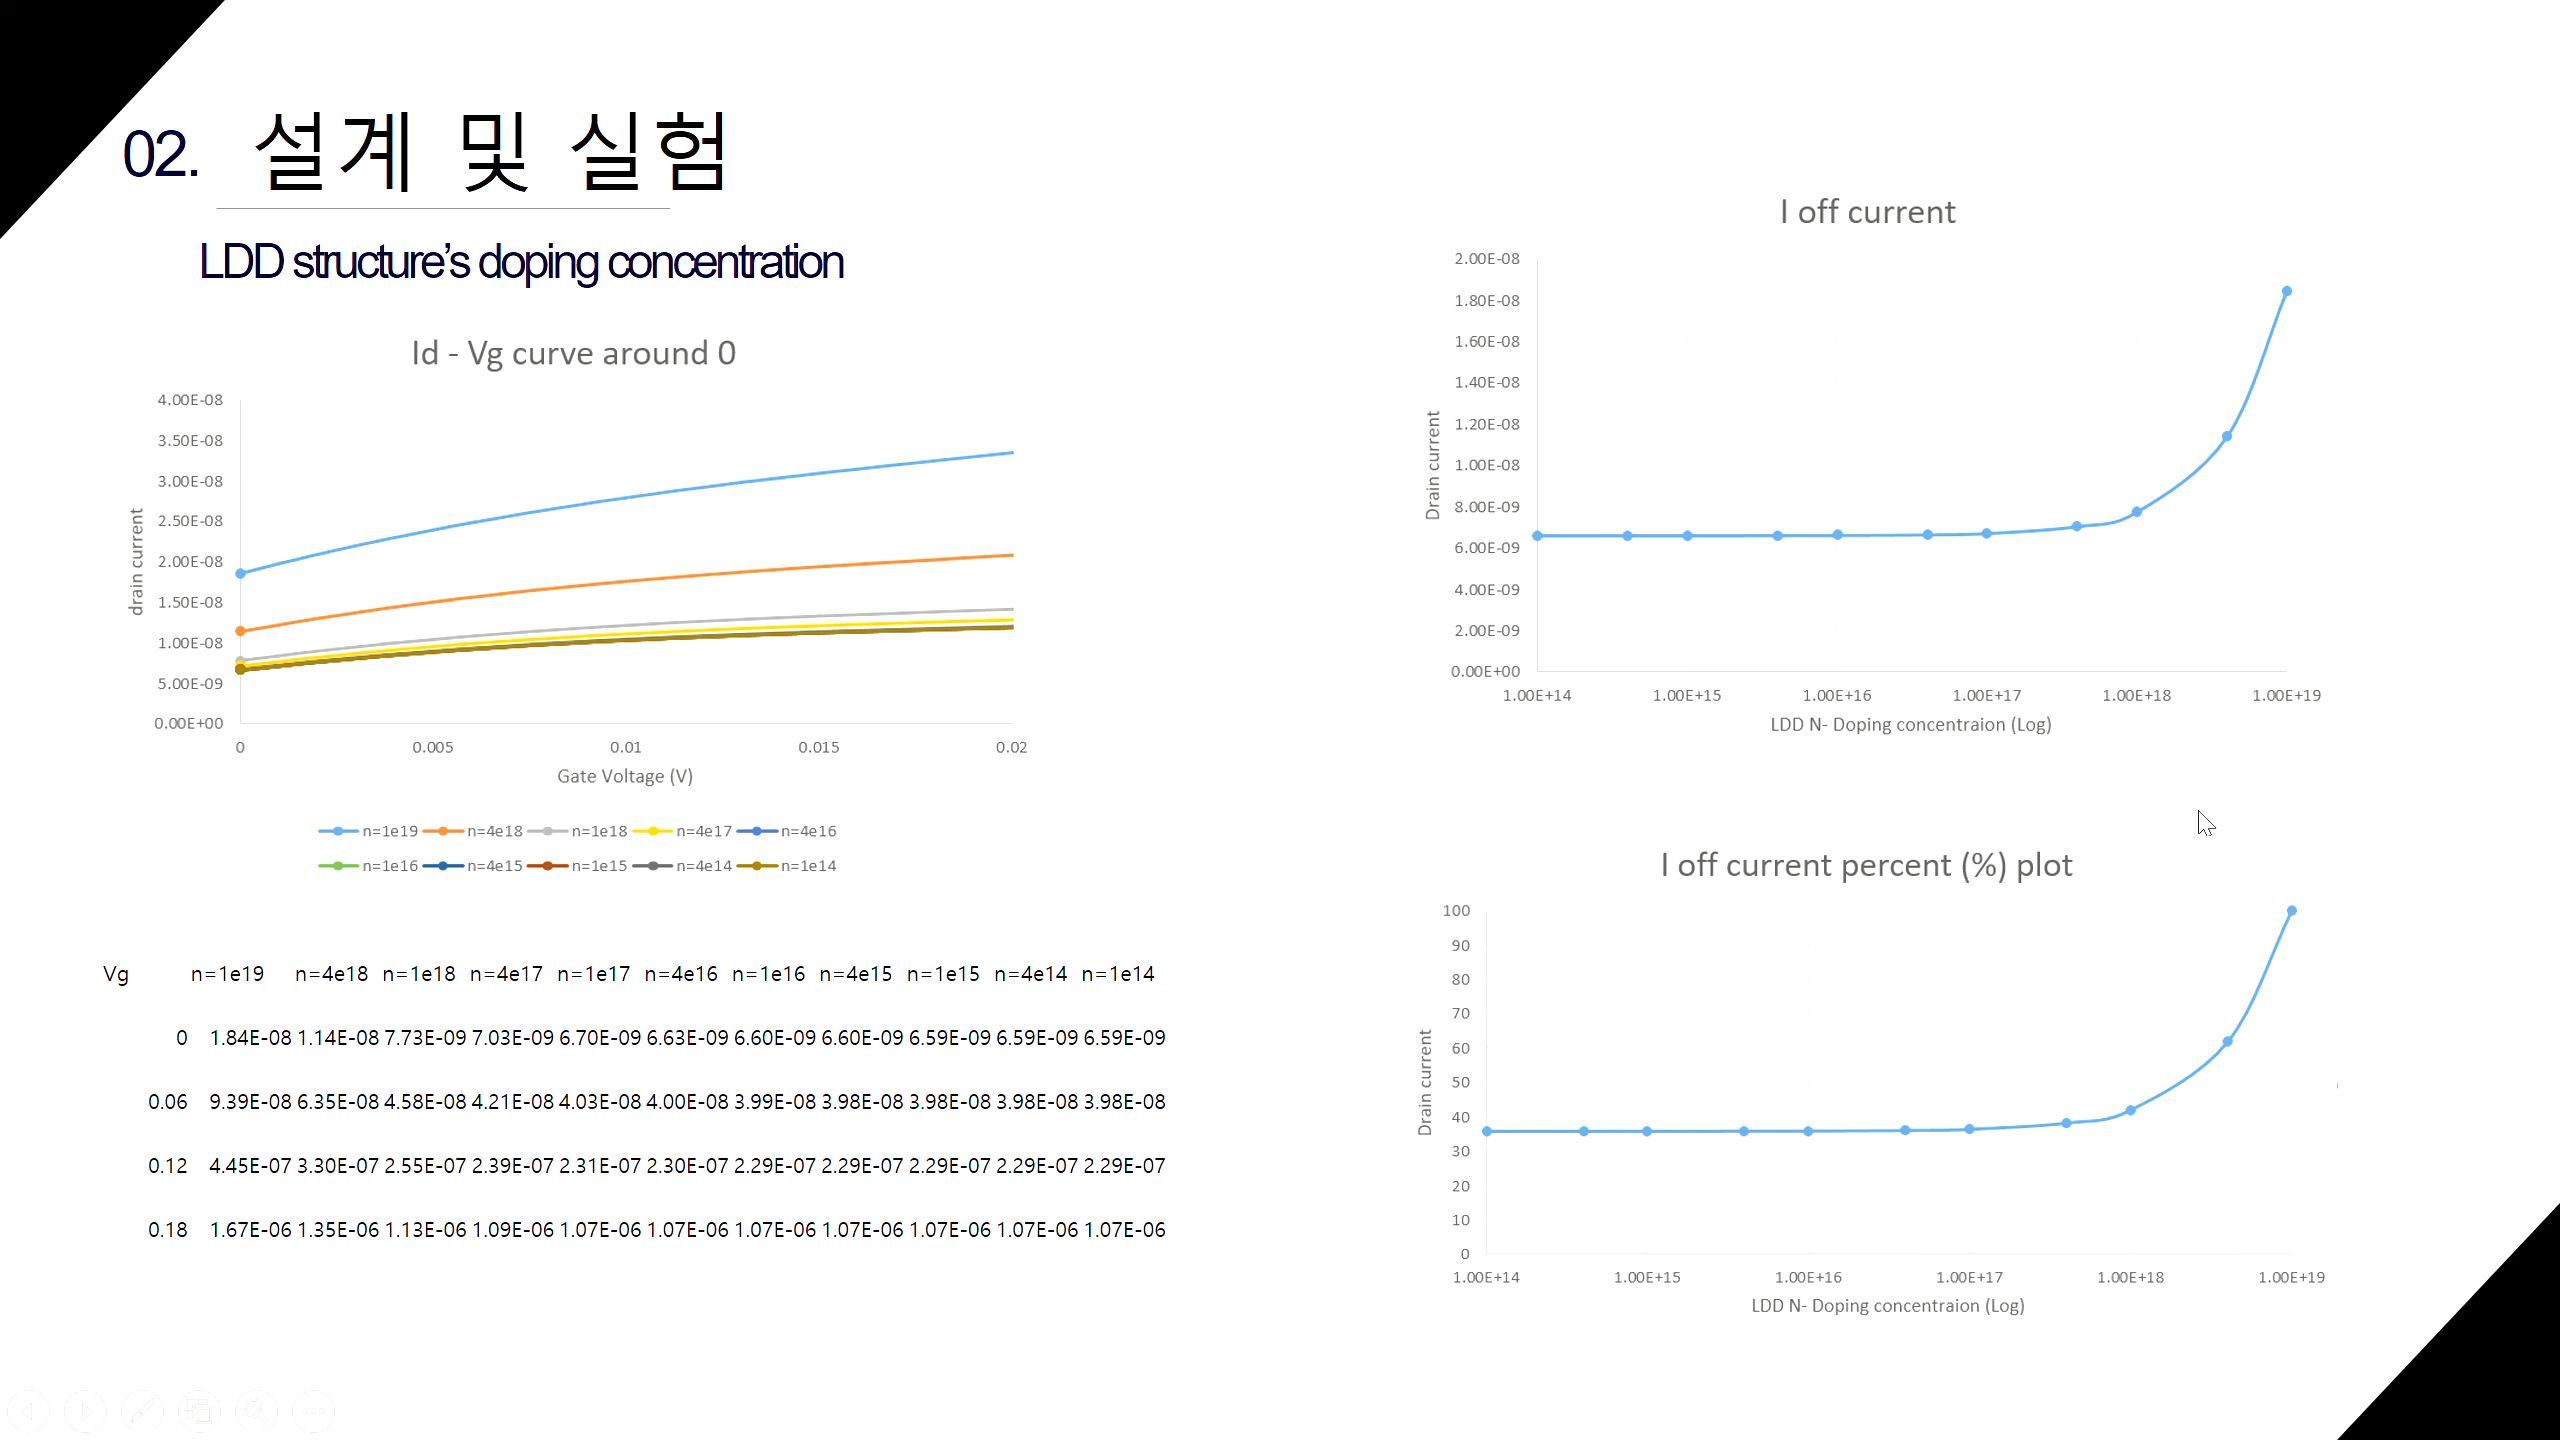 02. 설계 및 실험
LDD structure’s doping concentration
Id - Vg curve around 0
4.00E-08
3.50E-08
3.00E-08
2.50E-08
2.00E-08
1.50E-08
1.00E-08
5.00E-09
0.00E+00
drain current
0 0.005 0.01 0.015 0.02
Gate Voltage (V)
n=1e19 n=4e18 n=1e18 n=4e17 n=4e16
n=1e16 n=4e15 n=1e15 n=4e14 n=1e14
Vg n=1e19 n=4e18 n=1e18 n=4e17 n=1e17 n=4e16 n=1e16 n=4e15 n=1e15 n=4e14 n=1e14
0 1.84E-08 1.14E-08 7.73E-09 7.03E-09 6.70E-09 6.63E-09 6.60E-09 6.60E-09 6.59E-09 6.59E-09 6.59E-09
0.06 9.39E-08 6.35E-08 4.58E-08 4.21E-08 4.03E-08 4.00E-08 3.99E-08 3.98E-08 3.98E-08 3.98E-08 3.98E-08
0.12 4.45E-07 3.30E-07 2.55E-07 2.39E-07 2.31E-07 2.30E-07 2.29E-07 2.29E-07 2.29E-07 2.29E-07 2.29E-07
0.18 1.67E-06 1.35E-06 1.13E-06 1.09E-06 1.07E-06 1.07E-06 1.07E-06 1.07E-06 1.07E-06 1.07E-06 1.07E-06
I off current
2.00E-08
1.80E-08
1.60E-08
1.40E-08
1.20E-08
1.00E-08
8.00E-09
6.00E-09
4.00E-09
2.00E-09
0.00E+00
Drain current
1.00E+14 1.00E+15 1.00E+16 1.00E+17 1.00E+18 1.00E+19
LDD N- Doping concentraion (Log)
I off current percent (%) plot
100
90
80
70
60
50
40
30
20
10
0
Drain current
1.00E+14 1.00E+15 1.00E+16 1.00E+17 1.00E+18 1.00E+19
LDD N- Doping concentraion (Log)